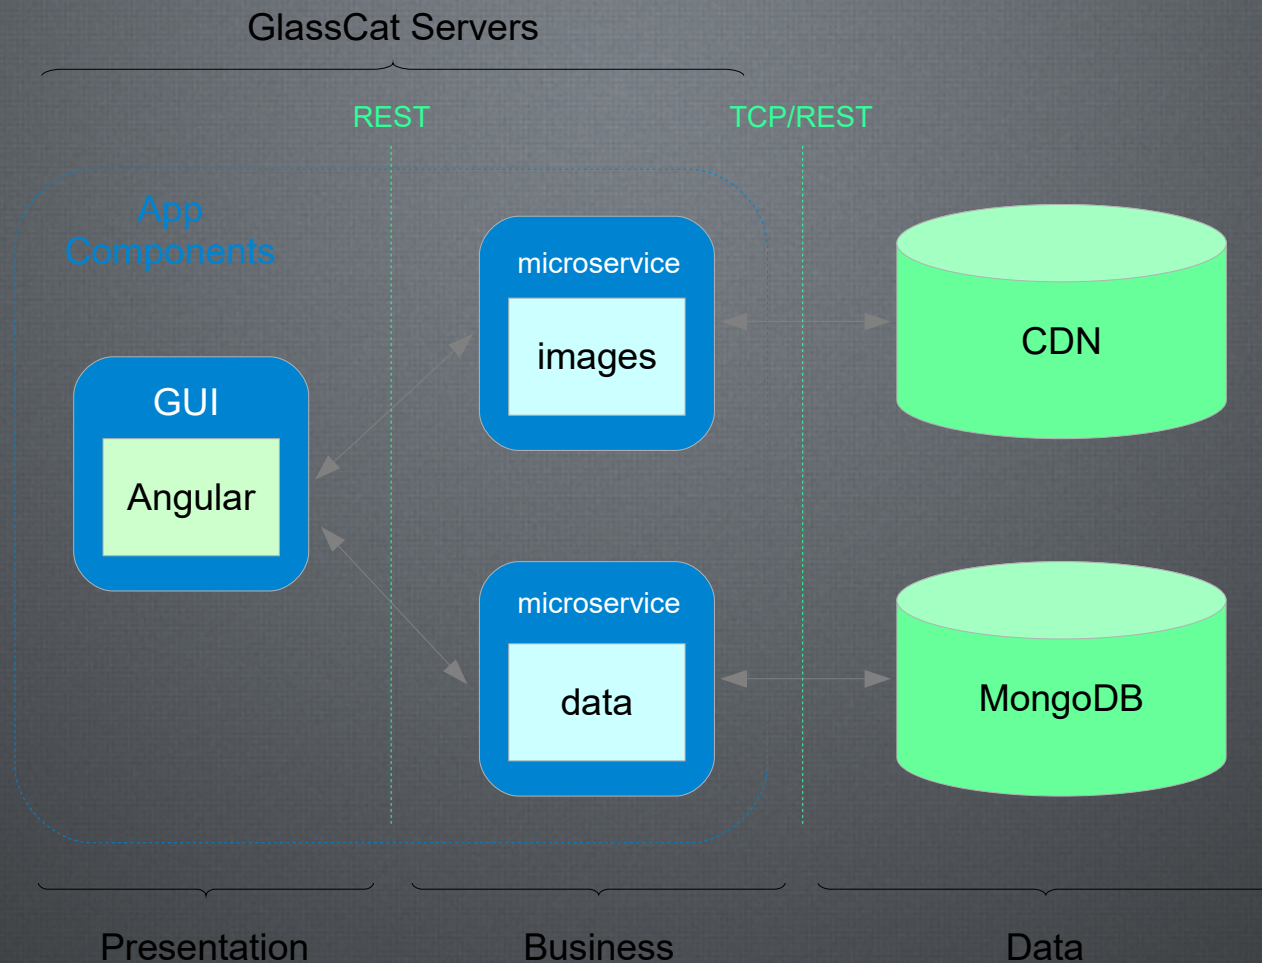 GlassCat Servers
REST
TCP/REST
App
Components
microservice
images
CDN
GUI
Angular
microservice
data
MongoDB
Presentation
Business
Data